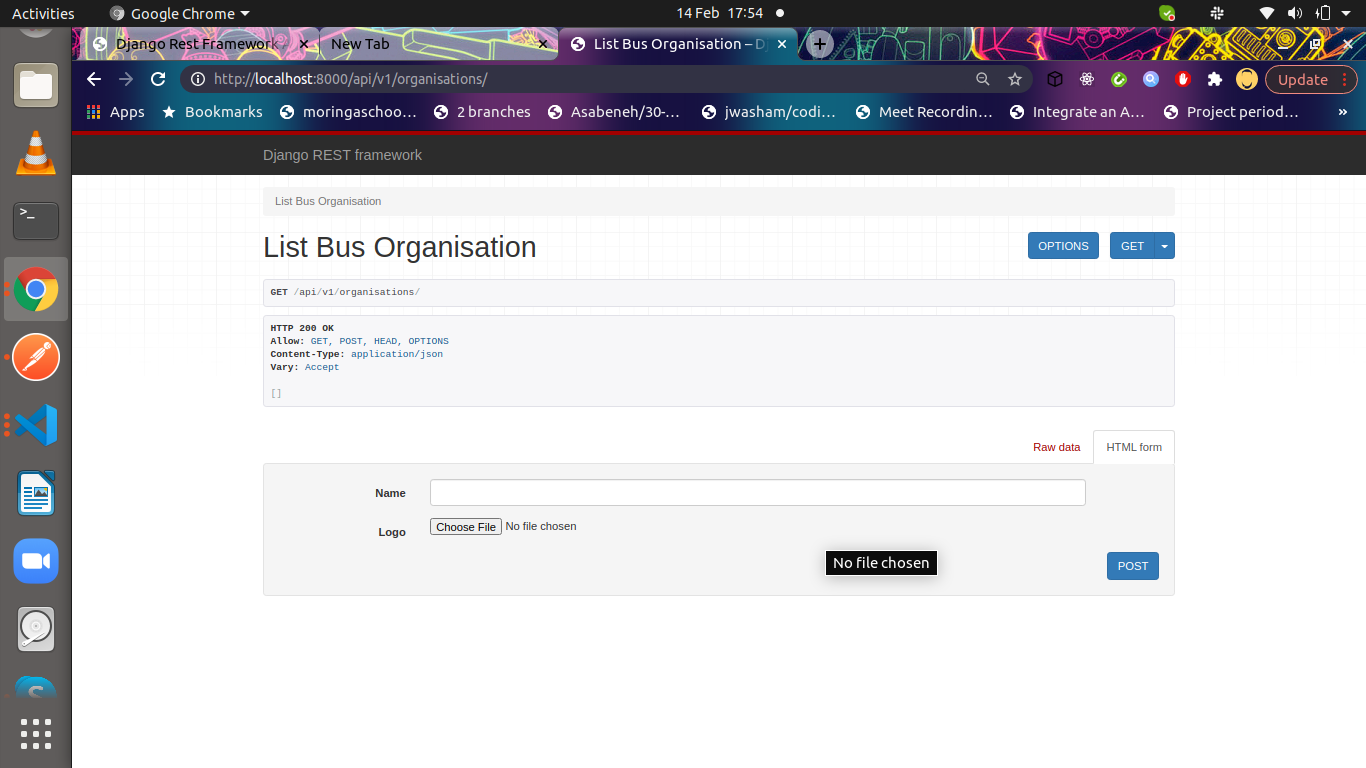 Activities Google Chrome 14 Feb 17:54
Django Rest Framework New Tab List Bus Organisation – D
http://localhost:8000/api/v1/organisations/ Update
Apps Bookmarks moringaschoo… 2 branches Asabeneh/30-… jwasham/codi… Meet Recordin… Integrate an A… Project period… »
Django REST framework
List Bus Organisation
List Bus Organisation OPTIONS GET
GET /api/v1/organisations/
HTTP 200 OK
Allow: GET, POST, HEAD, OPTIONS
Content-Type: application/json
Vary: Accept
[]
Raw data HTML form
Name
Logo Choose File No file chosen
No file chosen
POST